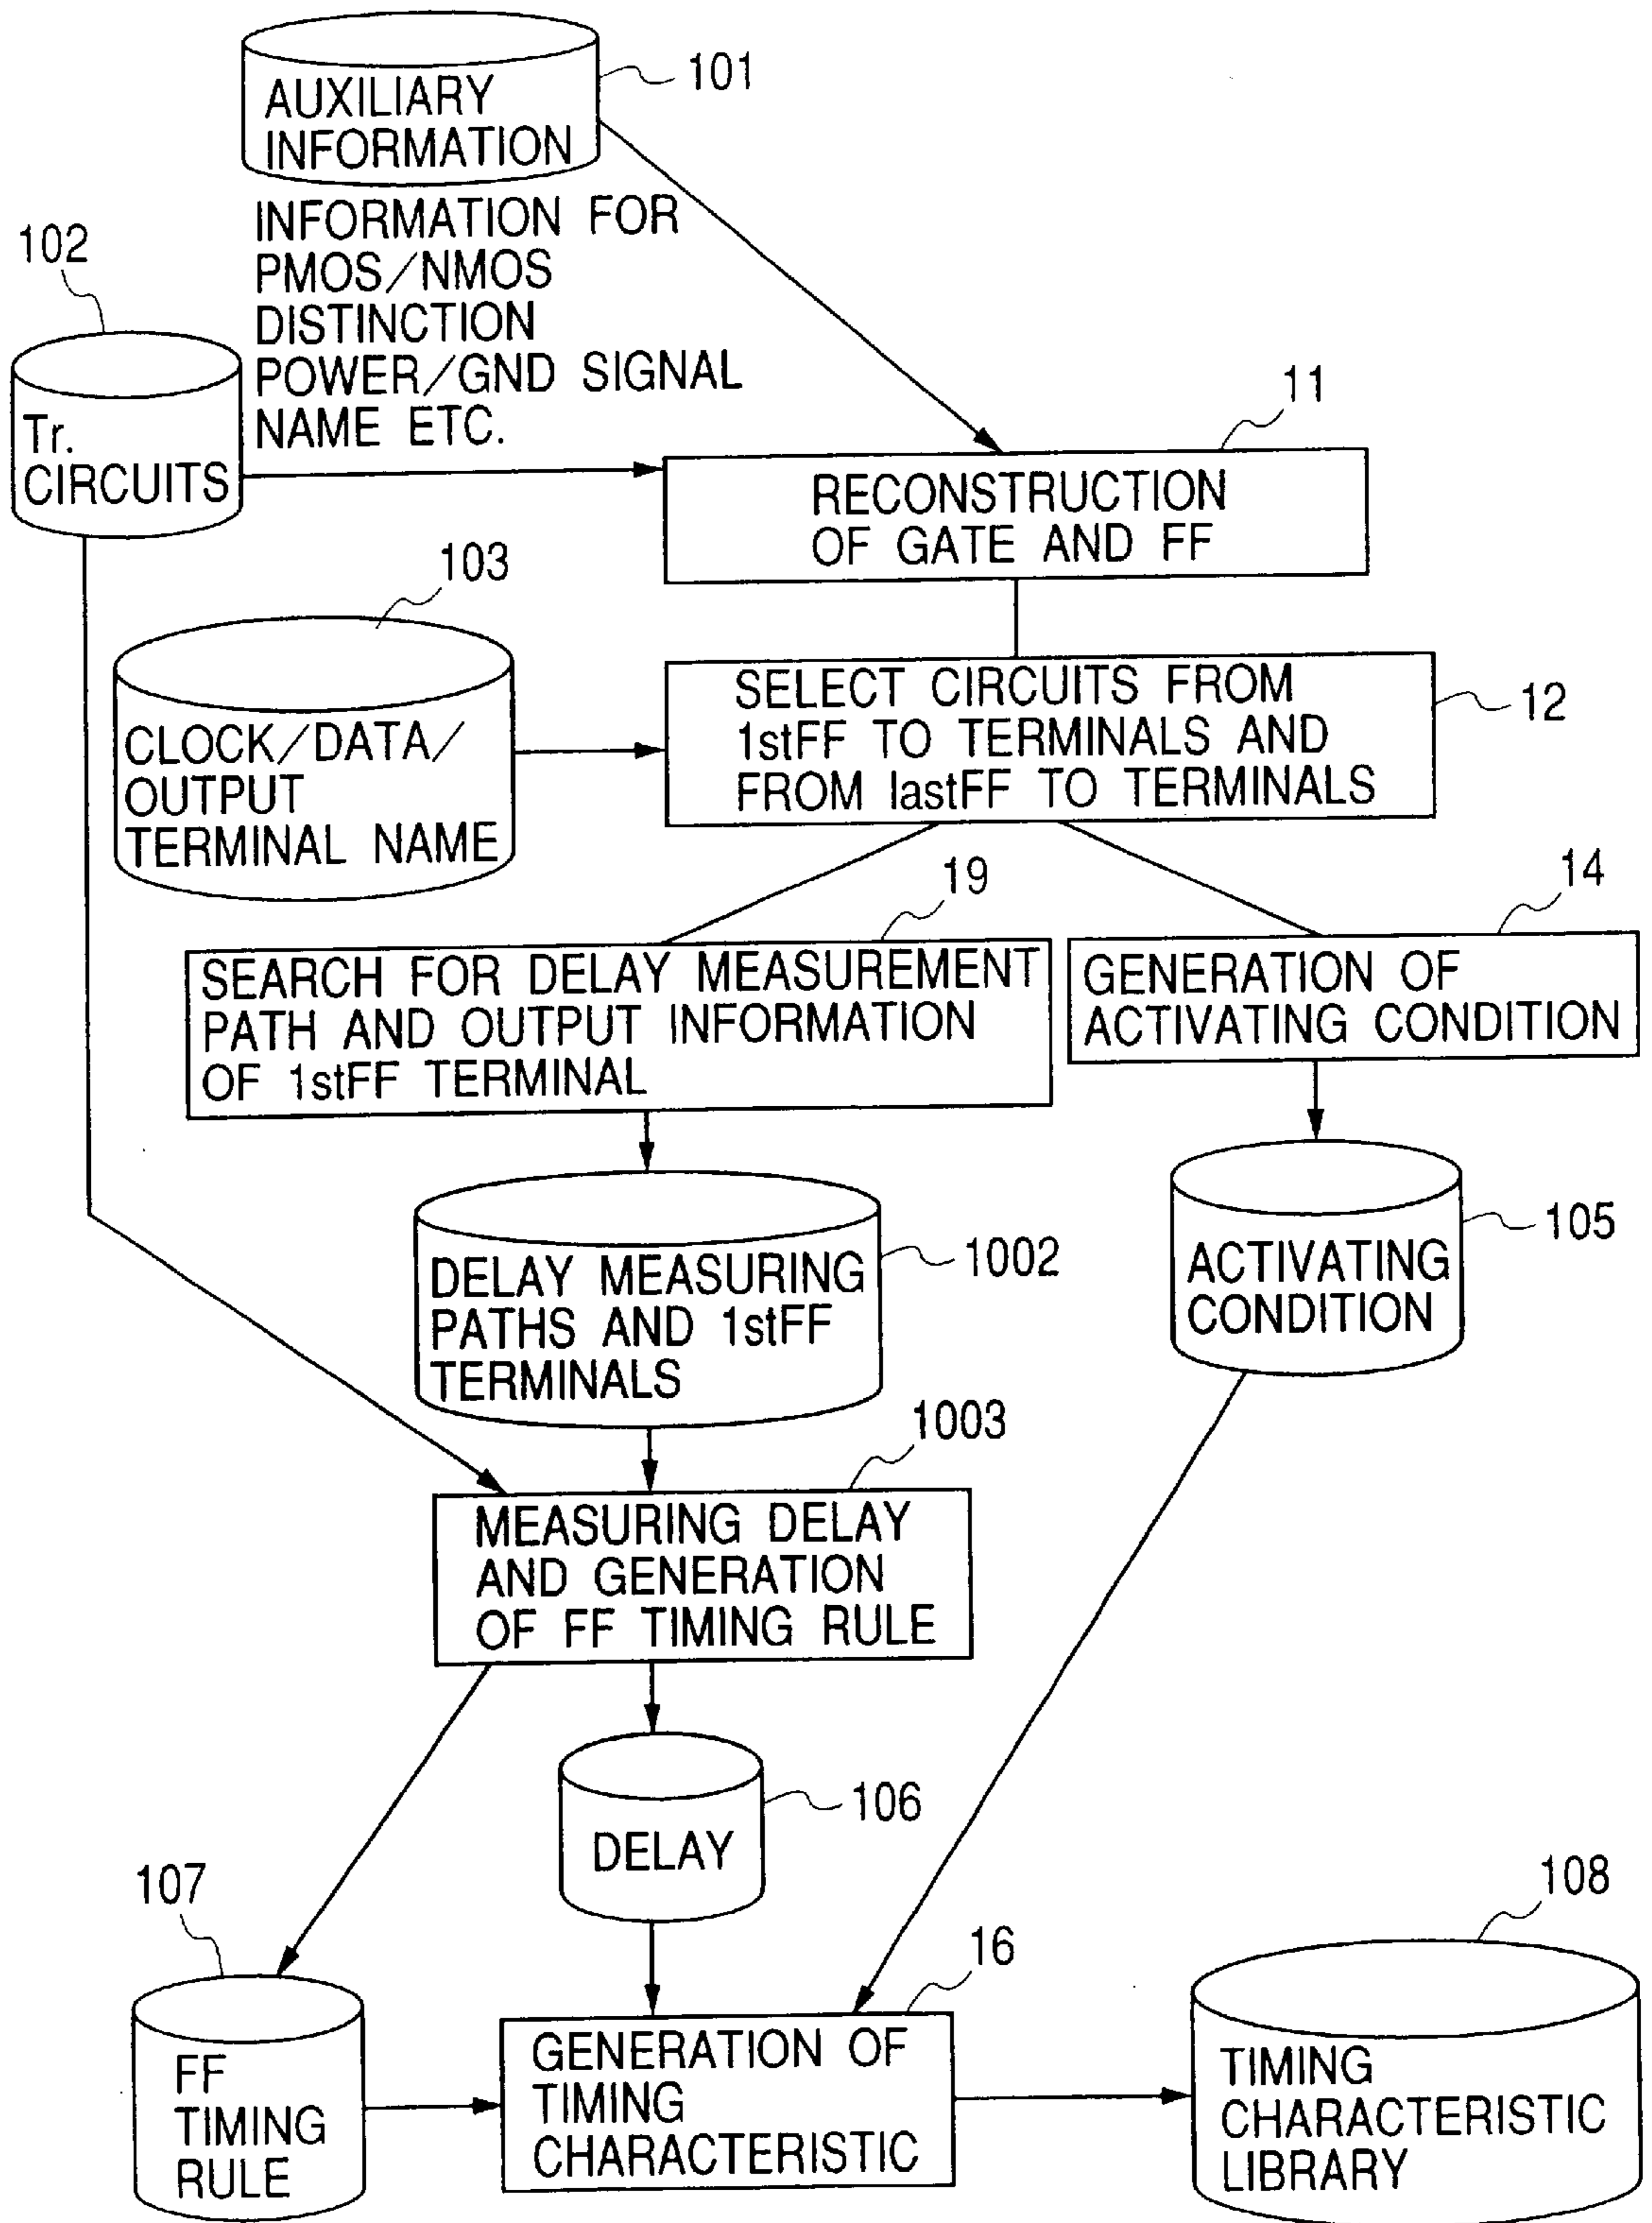 101
AUXILIARY
INFORMATION
INFORMATION FOR
PMOS/NMOS
DISTINCTION
POWER/GND SIGNAL
NAME ETC.
102
Tr.
CIRCUITS
11
RECONSTRUCTION
OF GATE AND FF
103
CLOCK/DATA/
OUTPUT
TERMINAL NAME
SELECT CIRCUITS FROM
1stFF TO TERMINALS AND
FROM lastFF TO TERMINALS
12
19
SEARCH FOR DELAY MEASUREMENT
PATH AND OUTPUT INFORMATION
OF 1stFF TERMINAL
14
GENERATION OF
ACTIVATING CONDITION
DELAY MEASURING
PATHS AND 1stFF
TERMINALS
1002
ACTIVATING
CONDITION
105
1003
MEASURING DELAY
AND GENERATION
OF FF TIMING RULE
106
DELAY
107
FF
TIMING
RULE
16
GENERATION OF
TIMING
CHARACTERISTIC
108
TIMING
CHARACTERISTIC
LIBRARY